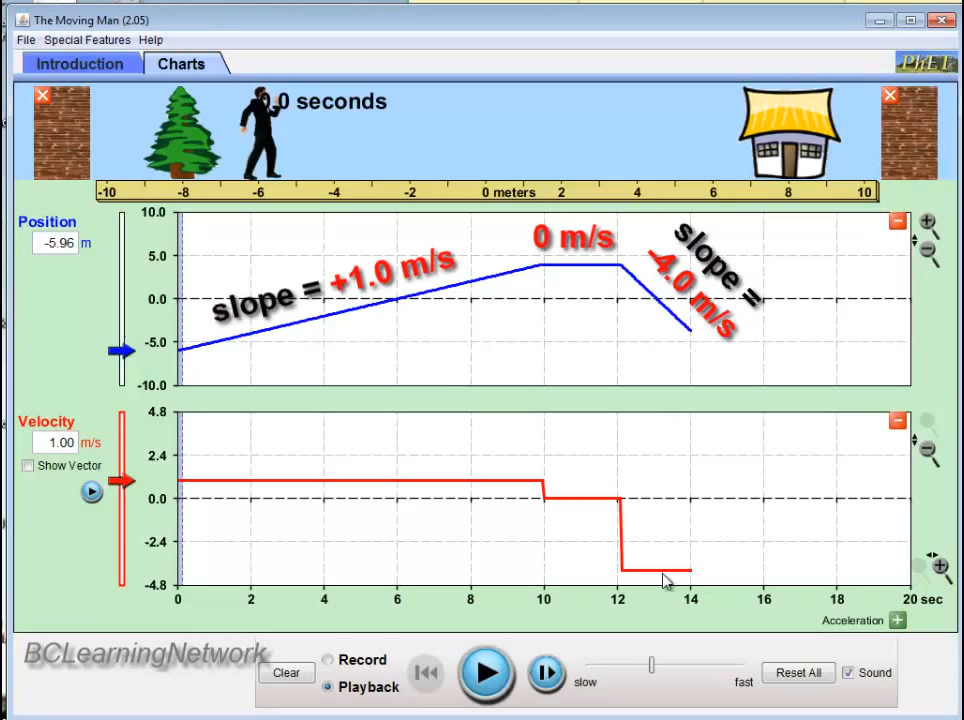 The Moving Man (2.05)
File Special Features Help
Introduction Charts
PhET
0.0 seconds
-10 -8 -6 -4 -2 0 meters 2 4 6 8 10
Position
-5.96 m
10.0
5.0
0.0
-5.0
-10.0
slope = +1.0 m/s
0 m/s
slope =
-4.0 m/s
Velocity
1.00 m/s
Show Vector
4.8
2.4
0.0
-2.4
-4.8
0 2 4 6 8 10 12 14 16 18 20 sec
Acceleration
BCLearningNetwork
Clear
Record
Playback
slow
fast
Reset All
Sound